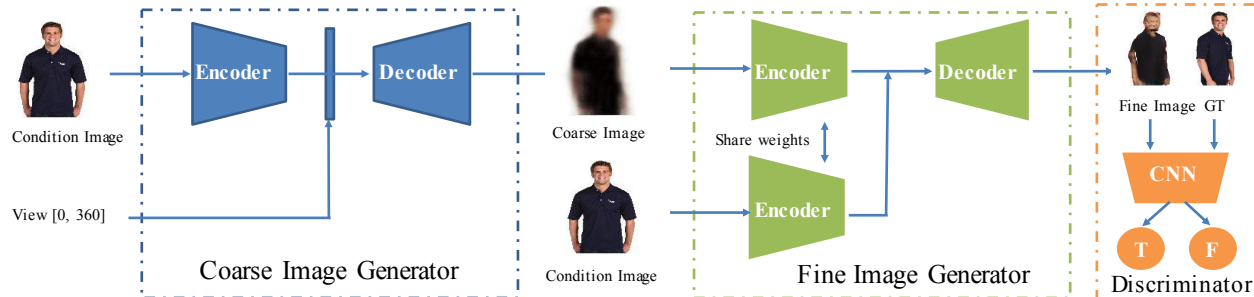 Condition Image
View [0, 360]
Encoder
Decoder
Coarse Image Generator
Coarse Image
Condition Image
Encoder
Share weights
Encoder
Decoder
Fine Image Generator
Fine Image GT
CNN
T F
Discriminator